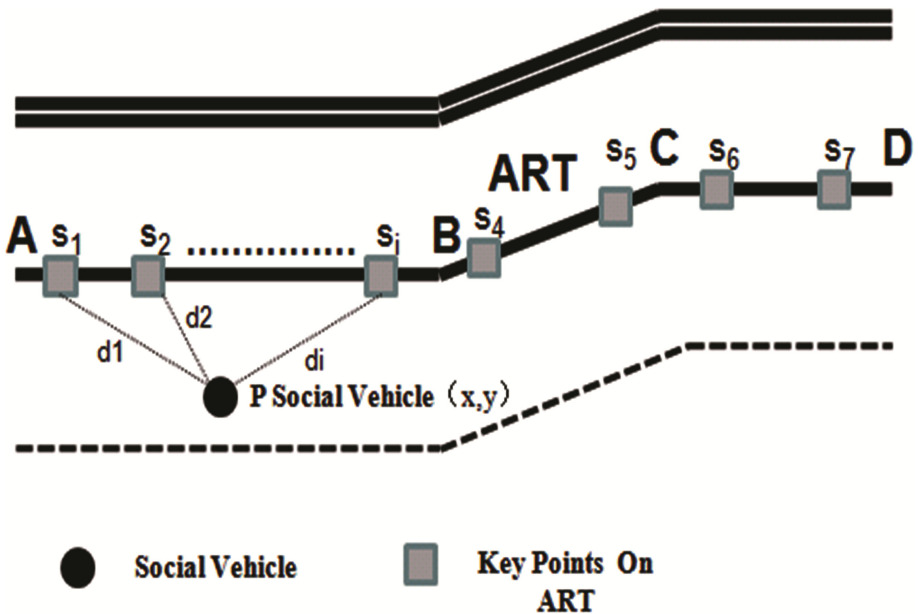 A s1 s2 ................ si B s4 ART s5 C s6 s7 D
d1 d2 di
P Social Vehicle (x,y)
Social Vehicle
Key Points On
ART